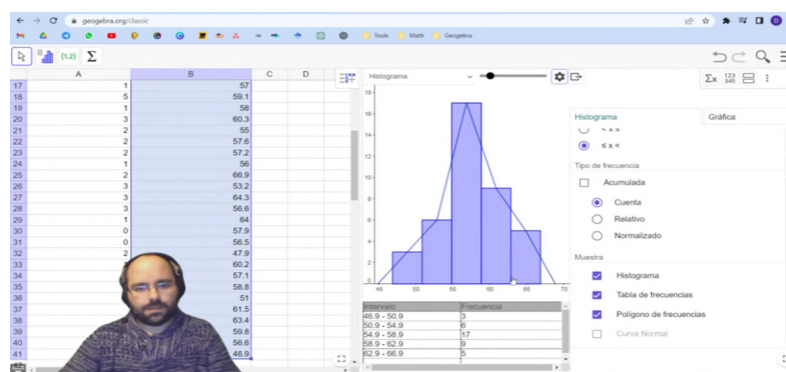 geogebra.org/classic
Tools Math Geogebra
(1,2) Σ
A B C D
17 1 57
18 5 59.1
19 1 58
20 3 60.3
21 2 55
22 2 57.6
23 2 57.2
24 1 56
25 2 66.9
26 3 53.2
27 3 64.3
28 3 56.6
29 1 64
30 0 57.9
31 0 56.5
32 2 47.9
33 60.2
34 57.1
35 58.8
36 51
37 61.5
38 63.4
39 59.8
40 56.6
41 46.9
Histograma
18
16
14
12
10
8
6
4
2
0
45 50 55 60 65 70
Intervalo Frecuencia
46.9 - 50.9 3
50.9 - 54.9 6
54.9 - 58.9 17
58.9 - 62.9 9
62.9 - 66.9 5
Σx 123 345
Histograma Gráfica
≤ x <
Tipo de frecuencia
Acumulada
Cuenta
Relativo
Normalizado
Muestra
Histograma
Tabla de frecuencias
Polígono de frecuencias
Curva Normal